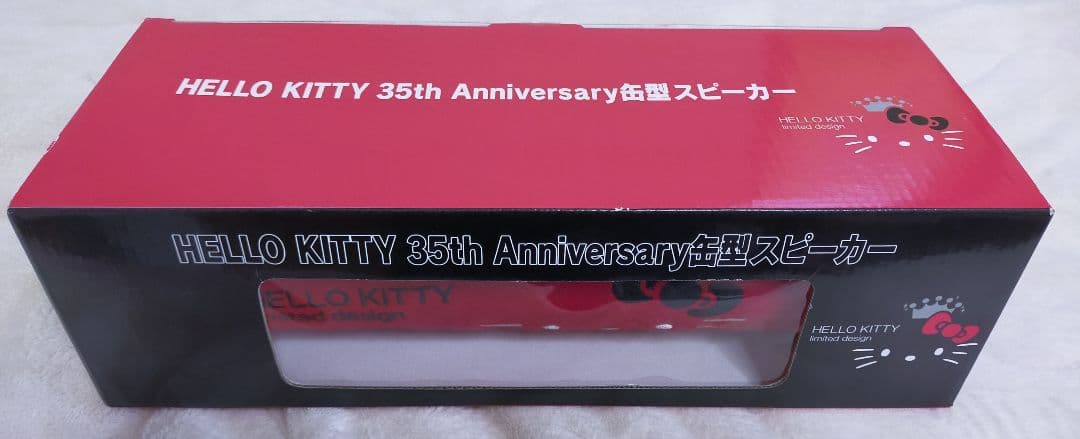 HELLO KITTY 35th Anniversary缶型スピーカー
HELLO KITTY
limited design
HELLO KITTY 35th Anniversary缶型スピーカー
ELLO KITTY
design
HELLO KITTY
limited design